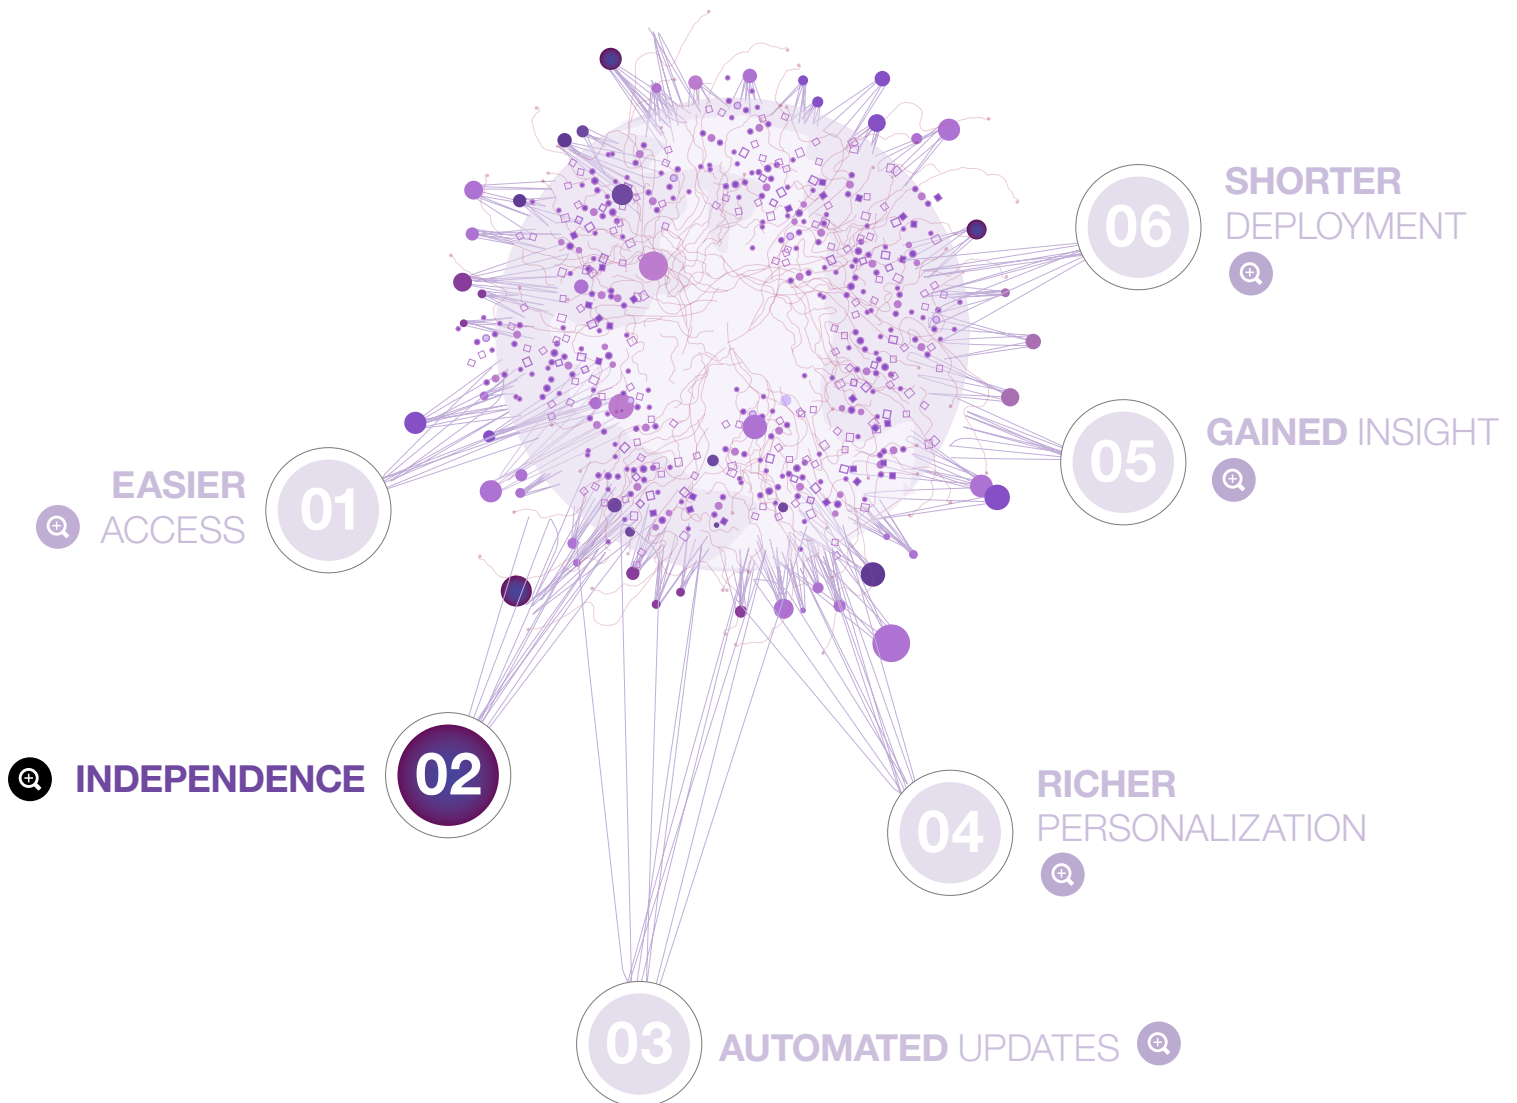 01
EASIER
ACCESS
02
INDEPENDENCE
03
AUTOMATED UPDATES
04
RICHER
PERSONALIZATION
05
GAINED INSIGHT
06
SHORTER
DEPLOYMENT